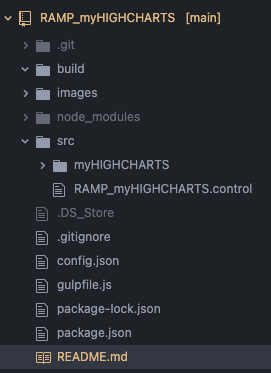 RAMP_myHIGHCHARTS [main]
.git
build
images
node_modules
src
myHIGHCHARTS
RAMP_myHIGHCHARTS.control
.DS_Store
.gitignore
config.json
gulpfile.js
package-lock.json
package.json
README.md